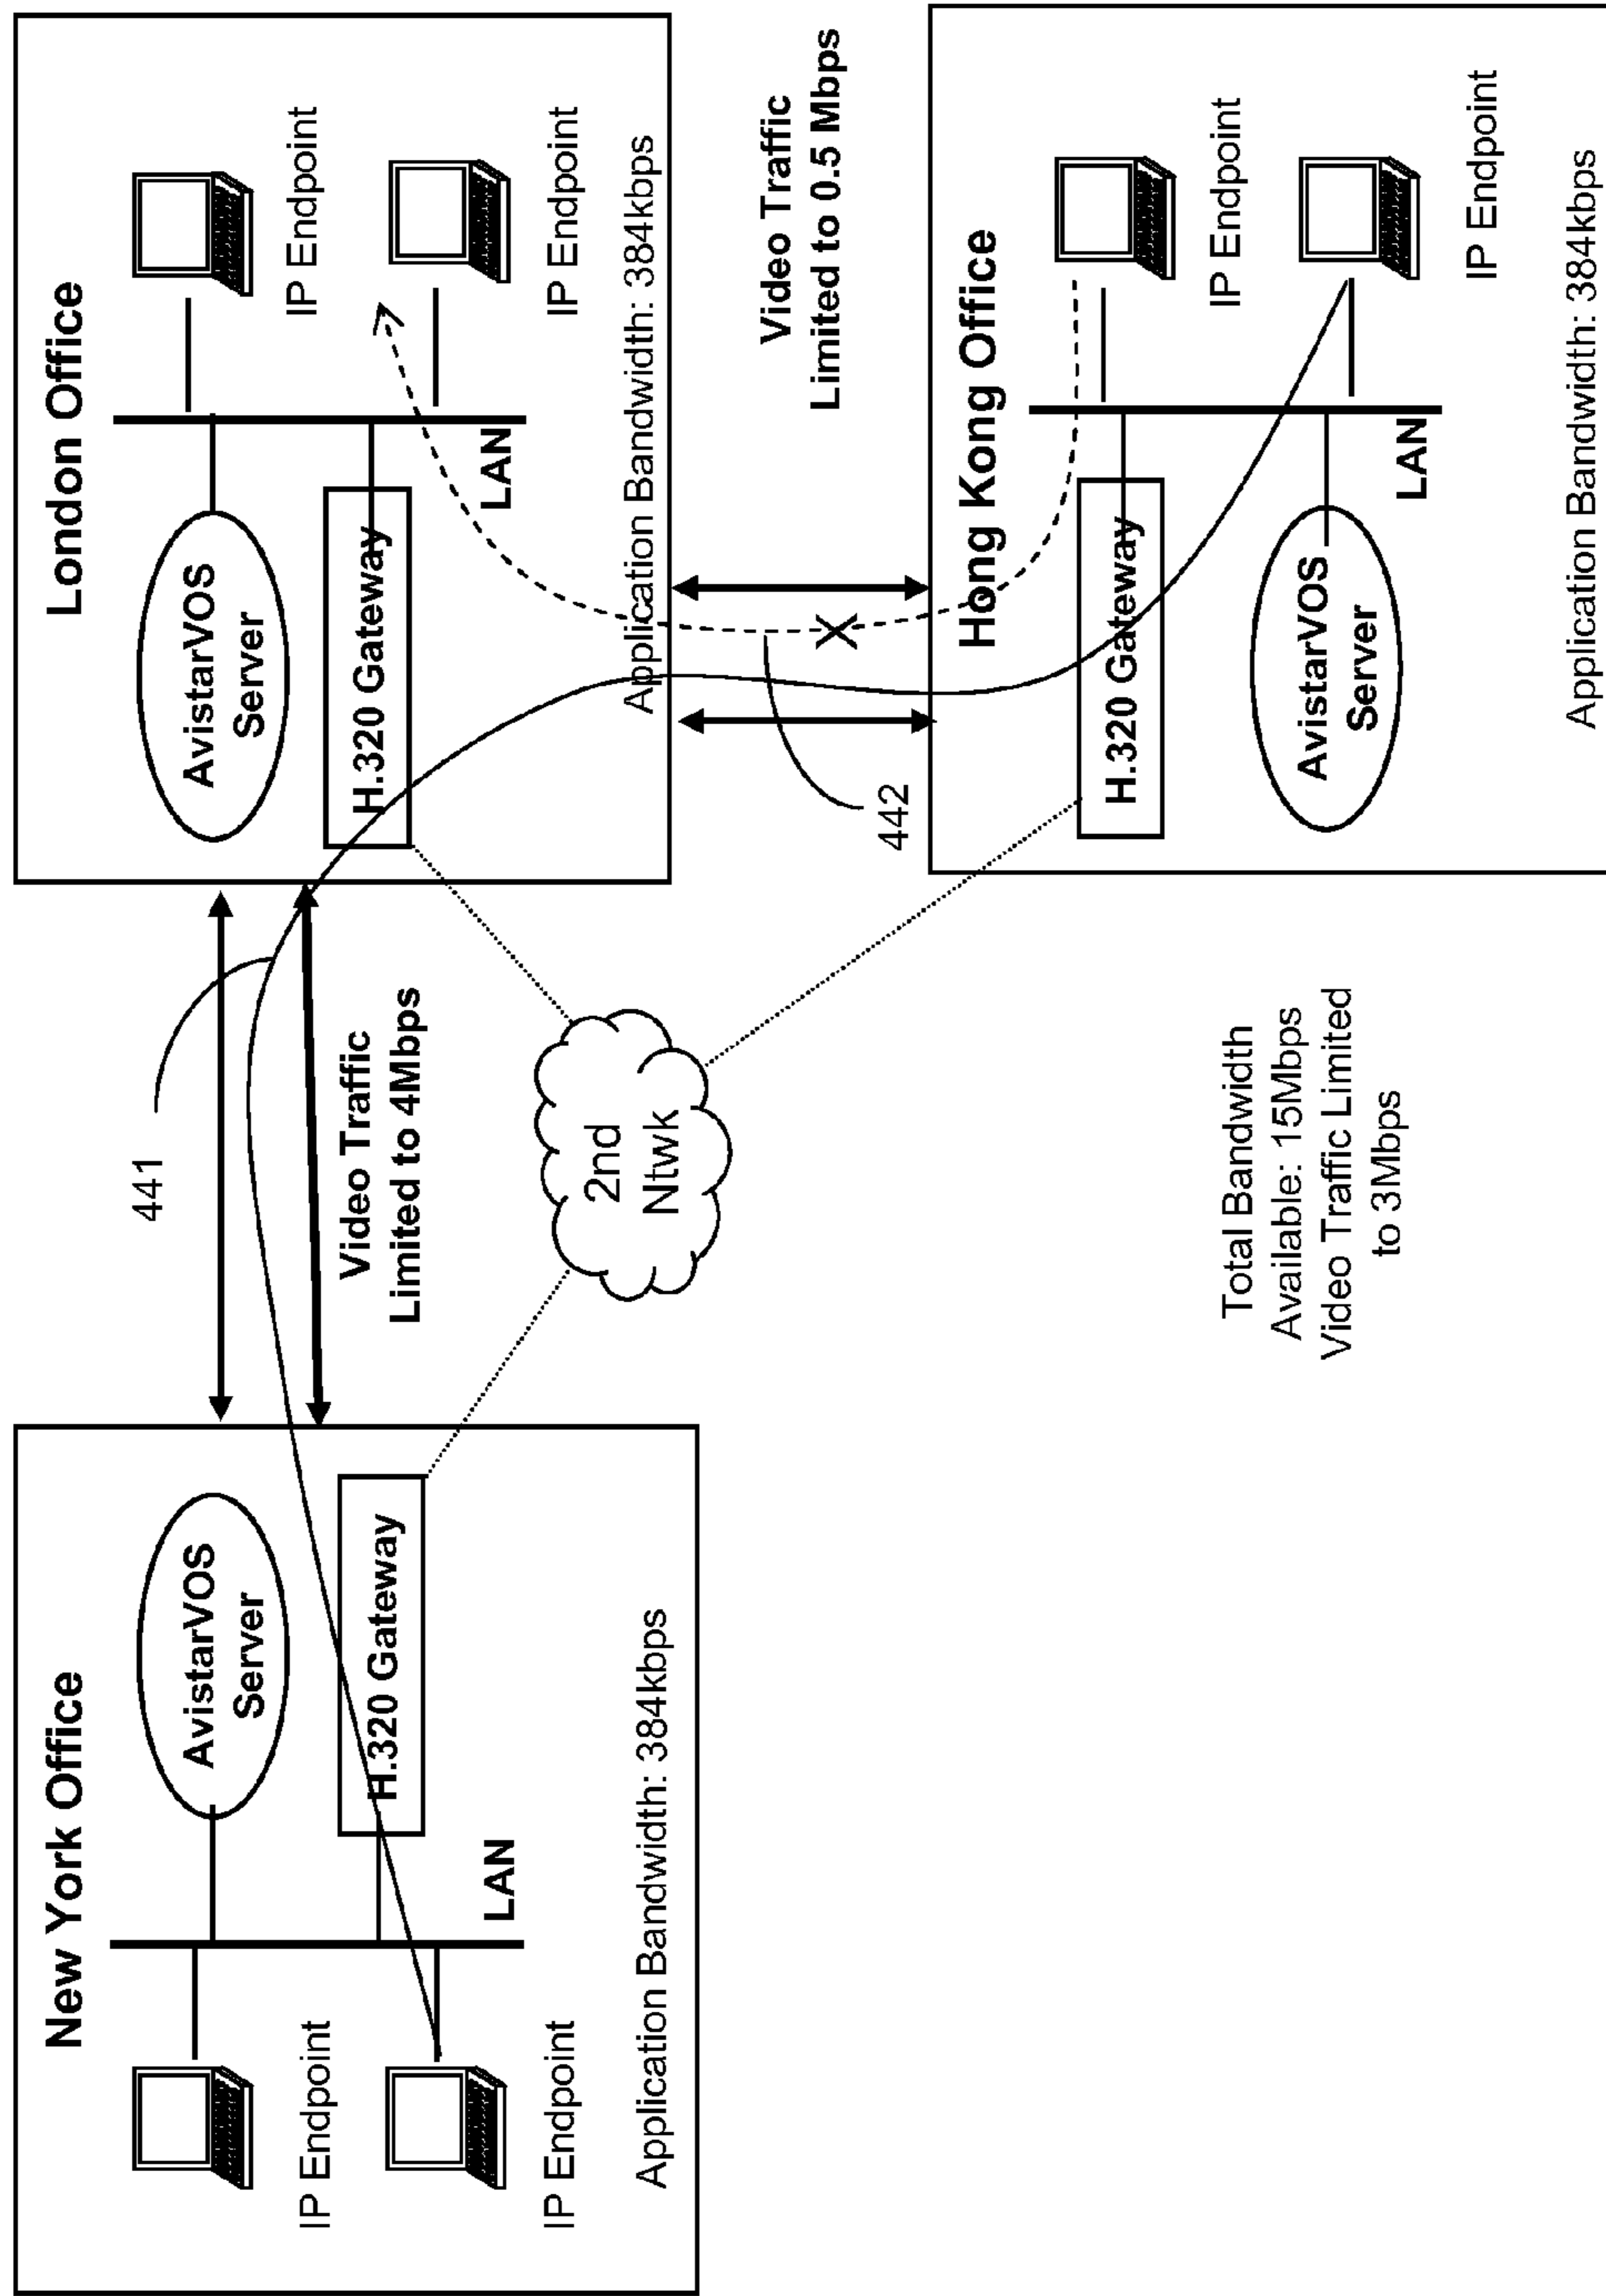 New York Office
AvistarVOS
Server
H.320 Gateway
LAN
IP Endpoint
IP Endpoint
Application Bandwidth: 384kbps
441
Video Traffic
Limited to 4Mbps
2nd
Ntwk
London Office
AvistarVOS
Server
H.320 Gateway
LAN
IP Endpoint
IP Endpoint
Application Bandwidth: 384kbps
442
Video Traffic
Limited to 0.5 Mbps
Hong Kong Office
H.320 Gateway
AvistarVOS
Server
LAN
IP Endpoint
IP Endpoint
Application Bandwidth: 384kbps
Total Bandwidth
Available: 15Mbps
Video Traffic Limited
to 3Mbps